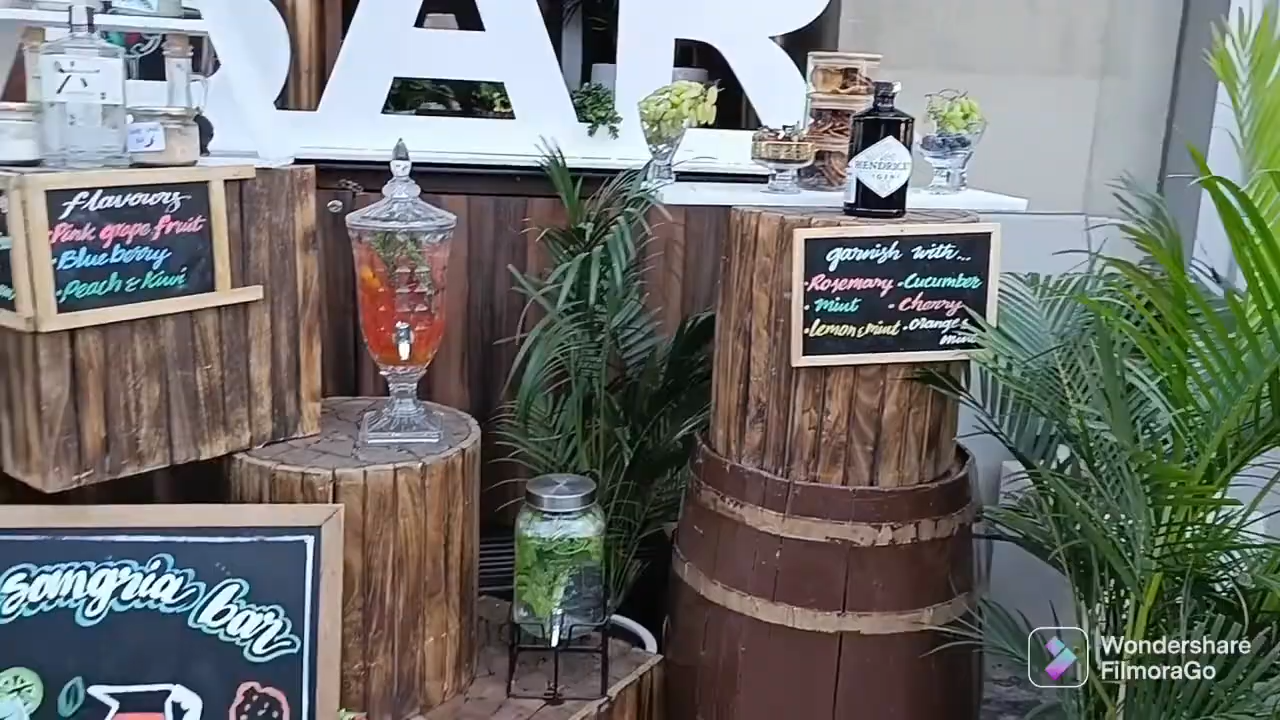 BAR
六
flavours
•Pink grape fruit
•Blueberry
•Peach & Kiwi
HENDRICK'S
GIN
garnish with...
•Rosemary •Cucumber
•mint •cherry
•lemon & mint •orange &
mint
sangria bar
Wondershare
FilmoraGo